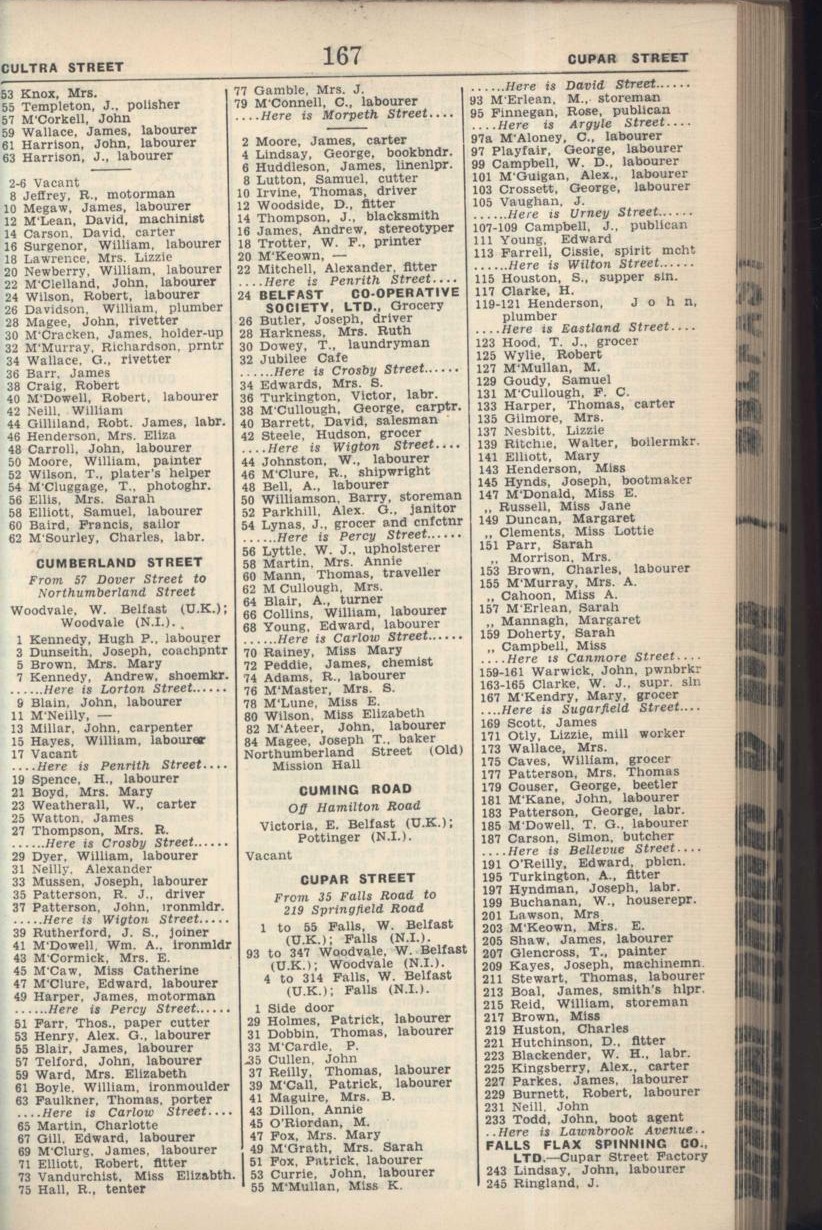 CULTRA STREET
167
CUPAR STREET
53 Knox, Mrs.
55 Templeton, J., polisher
57 M'Corkell, John
59 Wallace, James, labourer
61 Harrison, John, labourer
63 Harrison, J., labourer
2-6 Vacant
8 Jeffrey, R., motorman
10 Megaw, James, labourer
12 M'Lean, David, machinist
14 Carson, David, carter
16 Surgenor, William, labourer
18 Lawrence, Mrs. Lizzie
20 Newberry, William, labourer
22 M'Clelland, John, labourer
24 Wilson, Robert, labourer
26 Davidson, William, plumber
28 Magee, John, rivetter
30 M'Cracken, James, holder-up
32 M'Murray, Richardson, prntr
34 Wallace, G., rivetter
36 Barr, James
38 Craig, Robert
40 M'Dowell, Robert, labourer
42 Neill, William
44 Gilliland, Robt. James, labr.
46 Henderson, Mrs. Eliza
48 Carroll, John, labourer
50 Moore, William, painter
52 Wilson, T., plater's helper
54 M'Cluggage, T., photoghr.
56 Ellis, Mrs. Sarah
58 Elliott, Samuel, labourer
60 Baird, Francis, sailor
62 M'Sourley, Charles, labr.
CUMBERLAND STREET
From 57 Dover Street to
Northumberland Street
Woodvale, W. Belfast (U.K.);
Woodvale (N.I.).
1 Kennedy, Hugh P., labourer
3 Dunseith, Joseph, coachpntr
5 Brown, Mrs. Mary
7 Kennedy, Andrew, shoemkr.
......Here is Lorton Street......
9 Blain, John, labourer
11 M'Neilly, —
13 Millar, John, carpenter
15 Hayes, William, labourer
17 Vacant
....Here is Penrith Street....
19 Spence, H., labourer
21 Boyd, Mrs. Mary
23 Weatherall, W., carter
25 Watton, James
27 Thompson, Mrs. R.
......Here is Crosby Street......
29 Dyer, William, labourer
31 Neilly, Alexander
33 Mussen, Joseph, labourer
35 Patterson, R. J., driver
37 Patterson, John, ironmldr.
.....Here is Wigton Street.....
39 Rutherford, J. S., joiner
41 M'Dowell, Wm. A., ironmldr
43 M'Cormick, Mrs. E.
45 M'Caw, Miss Catherine
47 M'Clure, Edward, labourer
49 Harper, James, motorman
......Here is Percy Street......
51 Farr, Thos., paper cutter
53 Henry, Alex. G., labourer
55 Blair, James, labourer
57 Telford, John, labourer
59 Ward, Mrs. Elizabeth
61 Boyle, William, ironmoulder
63 Faulkner, Thomas, porter
....Here is Carlow Street....
65 Martin, Charlotte
67 Gill, Edward, labourer
69 M'Clurg, James, labourer
71 Elliott, Robert, fitter
73 Vandurchist, Miss Elizabth.
75 Hall, R., tenter
77 Gamble, Mrs. J.
79 M'Connell, C., labourer
....Here is Morpeth Street....
2 Moore, James, carter
4 Lindsay, George, bookbndr.
6 Huddleson, James, linenlpr.
8 Lutton, Samuel, cutter
10 Irvine, Thomas, driver
12 Woodside, D., fitter
14 Thompson, J., blacksmith
16 James, Andrew, stereotyper
18 Trotter, W. F., printer
20 M'Keown, —
22 Mitchell, Alexander, fitter
....Here is Penrith Street....
24 BELFAST CO-OPERATIVE
SOCIETY, LTD., Grocery
26 Butler, Joseph, driver
28 Harkness, Mrs. Ruth
30 Dowey, T., laundryman
32 Jubilee Cafe
......Here is Crosby Street......
34 Edwards, Mrs. S.
36 Turkington, Victor, labr.
38 M'Cullough, George, carptr.
40 Barrett, David, salesman
42 Steele, Hudson, grocer
....Here is Wigton Street....
44 Johnston, W., labourer
46 M'Clure, R., shipwright
48 Bell, A., labourer
50 Williamson, Barry, storeman
52 Parkhill, Alex. G., janitor
54 Lynas, J., grocer and cnfctnr
......Here is Percy Street......
56 Lyttle, W. J., upholsterer
58 Martin, Mrs. Annie
60 Mann, Thomas, traveller
62 M Cullough, Mrs.
64 Blair, A., turner
66 Collins, William, labourer
68 Young, Edward, labourer
......Here is Carlow Street......
70 Rainey, Miss Mary
72 Peddie, James, chemist
74 Adams, R., labourer
76 M'Master, Mrs. S.
78 M'Lune, Miss E.
80 Wilson, Miss Elizabeth
82 M'Ateer, John, labourer
84 Magee, Joseph T., baker
Northumberland Street (Old)
Mission Hall
CUMING ROAD
Off Hamilton Road
Victoria, E. Belfast (U.K.);
Pottinger (N.I.).
Vacant
CUPAR STREET
From 35 Falls Road to
219 Springfield Road
1 to 55 Falls, W. Belfast
(U.K.); Falls (N.I.).
93 to 347 Woodvale, W. Belfast
(U.K.); Woodvale (N.I.).
4 to 314 Falls, W. Belfast
(U.K.); Falls (N.I.).
1 Side door
29 Holmes, Patrick, labourer
31 Dobbin, Thomas, labourer
33 M'Cardle, P.
35 Cullen, John
37 Reilly, Thomas, labourer
39 M'Call, Patrick, labourer
41 Maguire, Mrs. B.
43 Dillon, Annie
45 O'Riordan, M.
47 Fox, Mrs. Mary
49 M'Grath, Mrs. Sarah
51 Fox, Patrick, labourer
53 Currie, John, labourer
55 M'Mullan, Miss K.
......Here is David Street......
93 M'Erlean, M., storeman
95 Finnegan, Rose, publican
....Here is Argyle Street....
97a M'Aloney, C., labourer
97 Playfair, George, labourer
99 Campbell, W. D., labourer
101 M'Guigan, Alex., labourer
103 Crossett, George, labourer
105 Vaughan, J.
......Here is Urney Street......
107-109 Campbell, J., publican
111 Young, Edward
113 Farrell, Cissie, spirit mcht
......Here is Wilton Street......
115 Houston, S., supper sln.
117 Clarke, H.
119-121 Henderson, John,
plumber
....Here is Eastland Street....
123 Hood, T. J., grocer
125 Wylie, Robert
127 M'Mullan, M.
129 Goudy, Samuel
131 M'Cullough, F. C.
133 Harper, Thomas, carter
135 Gilmore, Mrs.
137 Nesbitt, Lizzie
139 Ritchie, Walter, boilermkr.
141 Elliott, Mary
143 Henderson, Miss
145 Hynds, Joseph, bootmaker
147 M'Donald, Miss E.
„ Russell, Miss Jane
149 Duncan, Margaret
„ Clements, Miss Lottie
151 Parr, Sarah
„ Morrison, Mrs.
153 Brown, Charles, labourer
155 M'Murray, Mrs. A.
„ Cahoon, Miss A.
157 M'Erlean, Sarah
„ Mannagh, Margaret
159 Doherty, Sarah
„ Campbell, Miss
....Here is Canmore Street....
159-161 Warwick, John, pwnbrkr
163-165 Clarke, W. J., supr. sln
167 M'Kendry, Mary, grocer
....Here is Sugarfield Street....
169 Scott, James
171 Otly, Lizzie, mill worker
173 Wallace, Mrs.
175 Caves, William, grocer
177 Patterson, Mrs. Thomas
179 Couser, George, beetler
181 M'Kane, John, labourer
183 Patterson, George, labr.
185 M'Dowell, T. G., labourer
187 Carson, Simon, butcher
....Here is Bellevue Street....
191 O'Reilly, Edward, pblcn.
195 Turkington, A., fitter
197 Hyndman, Joseph, labr.
199 Buchanan, W., houserepr.
201 Lawson, Mrs
203 M'Keown, Mrs. E.
205 Shaw, James, labourer
207 Glencross, T., painter
209 Kayes, Joseph, machinemn.
211 Stewart, Thomas, labourer
213 Boal, James, smith's hlpr.
215 Reid, William, storeman
217 Brown, Miss
219 Huston, Charles
221 Hutchinson, D., fitter
223 Blackender, W. H., labr.
225 Kingsberry, Alex., carter
227 Parkes, James, labourer
229 Burnett, Robert, labourer
231 Neill, John
233 Todd, John, boot agent
..Here is Lawnbrook Avenue..
FALLS FLAX SPINNING CO.,
LTD.—Cupar Street Factory
243 Lindsay, John, labourer
245 Ringland, J.